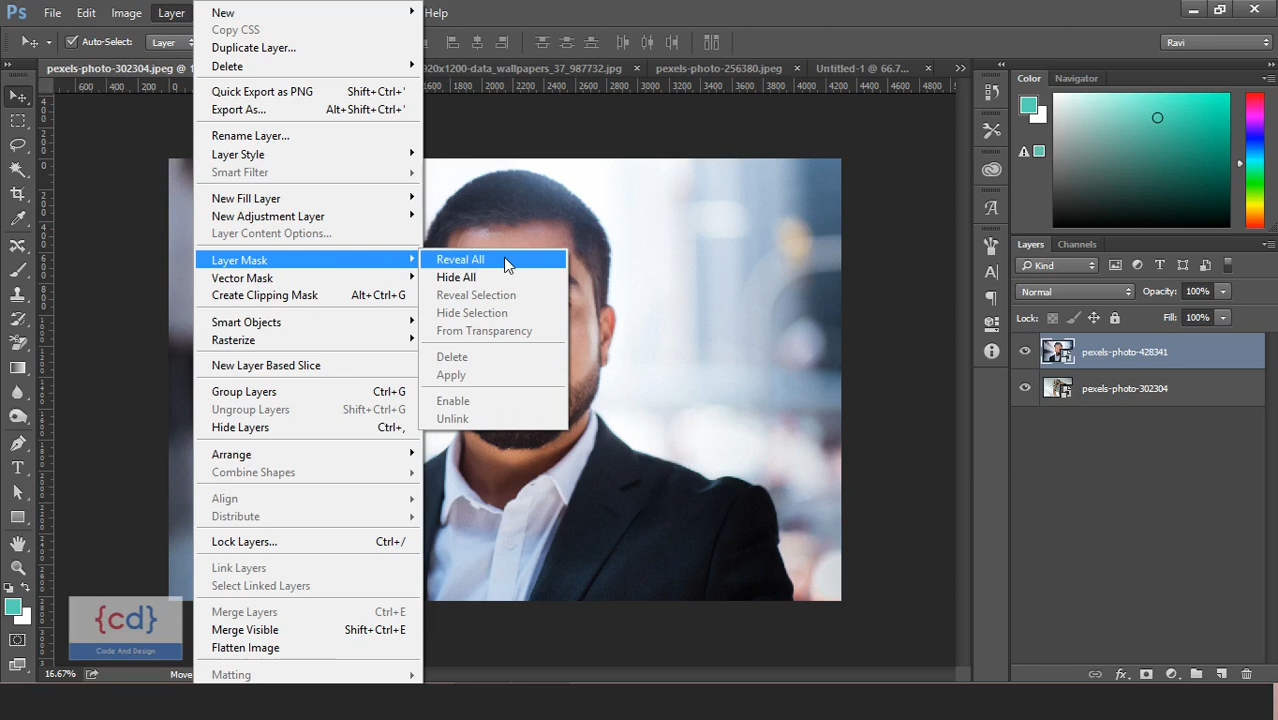 Ps File Edit Image Layer Help
Auto-Select: Layer Ravi
pexels-photo-302304.jpeg @ 1 920x1200-data_wallpapers_37_987732.jpg × pexels-photo-256380.jpeg × Untitled-1 @ 66.7... × >>
600 400 200 0 1600 1800 2000 2200 2400 2600 2800 3000 3200 3400 3600 3800 4000 4200 4400 4600 4800
New
Copy CSS
Duplicate Layer...
Delete
Quick Export as PNG Shift+Ctrl+'
Export As... Alt+Shift+Ctrl+'
Rename Layer...
Layer Style
Smart Filter
New Fill Layer
New Adjustment Layer
Layer Content Options...
Layer Mask
Vector Mask
Create Clipping Mask Alt+Ctrl+G
Smart Objects
Rasterize
New Layer Based Slice
Group Layers Ctrl+G
Ungroup Layers Shift+Ctrl+G
Hide Layers Ctrl+,
Arrange
Combine Shapes
Align
Distribute
Lock Layers... Ctrl+/
Link Layers
Select Linked Layers
Merge Layers Ctrl+E
Merge Visible Shift+Ctrl+E
Flatten Image
Matting
Reveal All
Hide All
Reveal Selection
Hide Selection
From Transparency
Delete
Apply
Enable
Unlink
Color Navigator
Layers Channels
Kind
Normal Opacity: 100%
Lock: Fill: 100%
pexels-photo-428341
pexels-photo-302304
{cd}
Code And Design
16.67% Move
fx